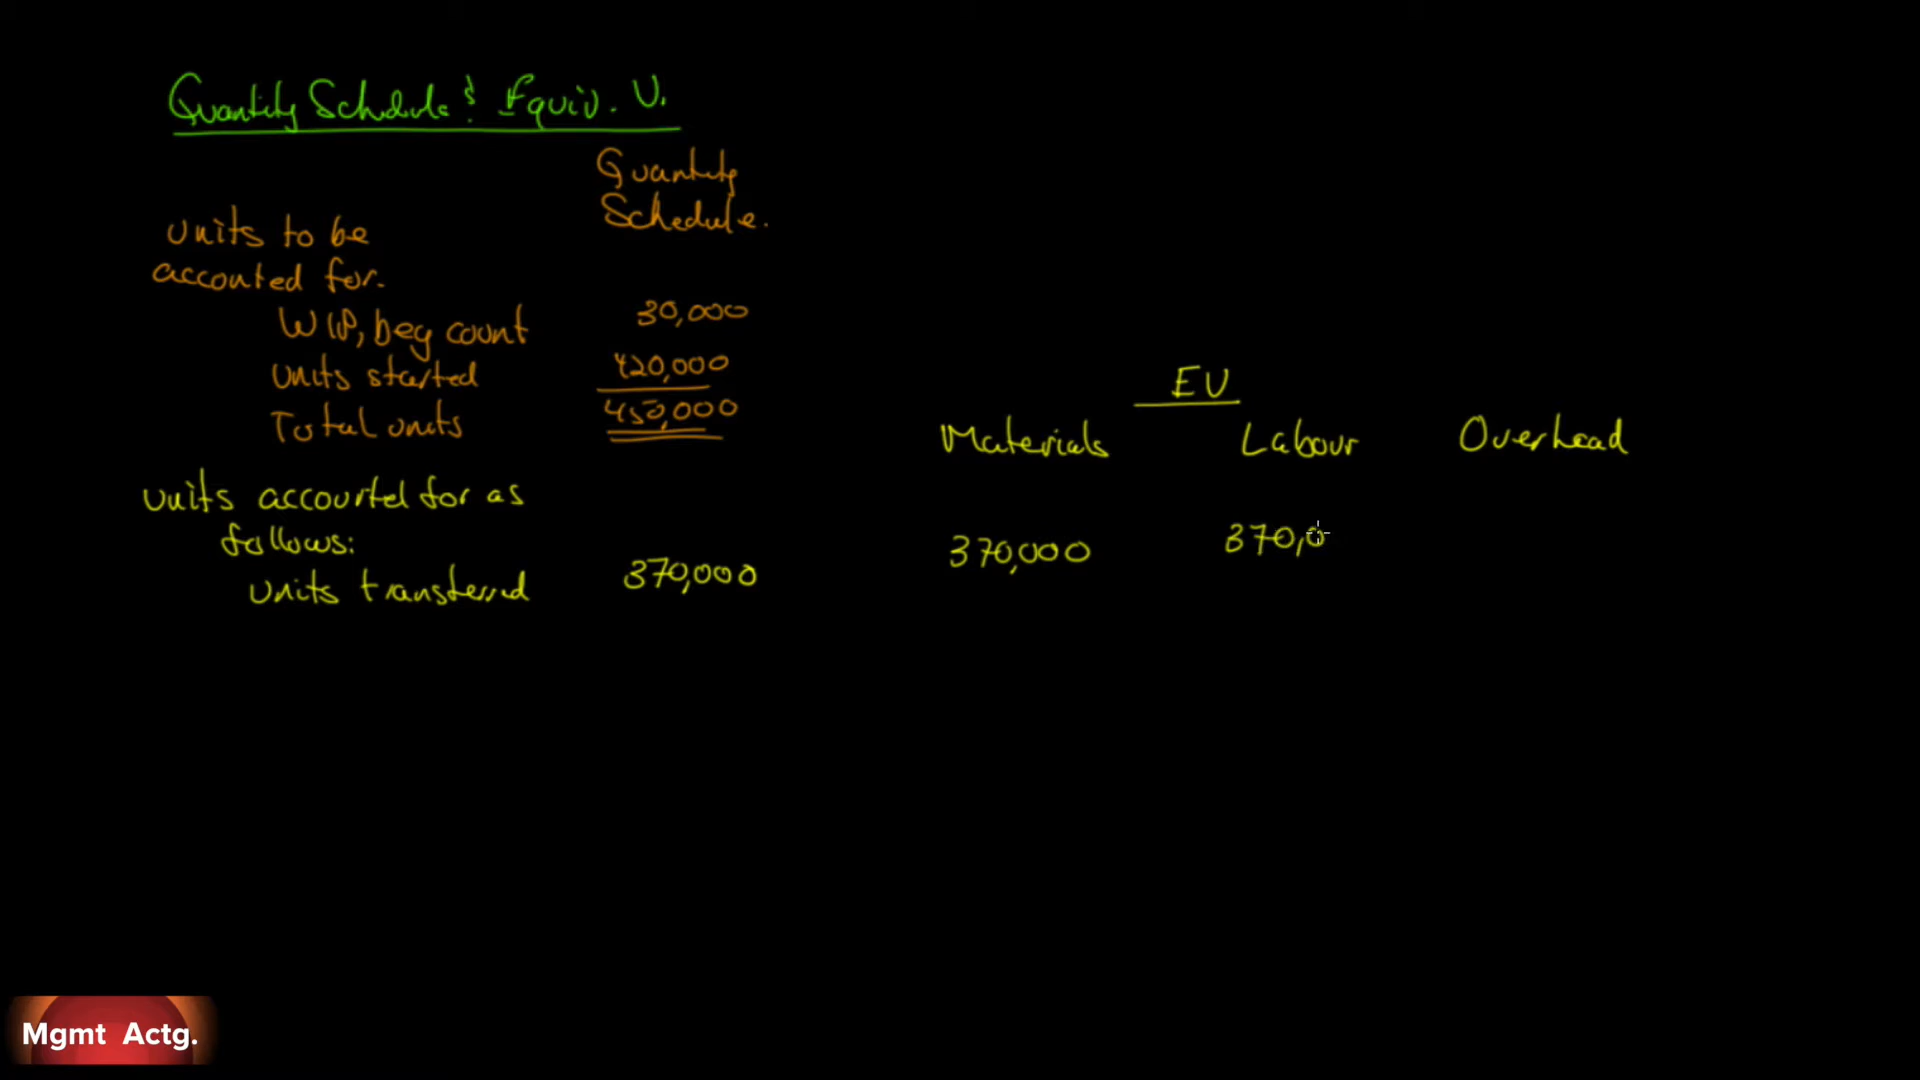 Quantity Schedule & Equiv. U.
Quantity
Schedule.
units to be
accounted for.
WIP, beg count 30,000
units started 420,000
Total units 450,000
EU
Materials Labour Overhead
units accounted for as
follows:
units transferred 370,000 370,000 370,0
Mgmt Actg.